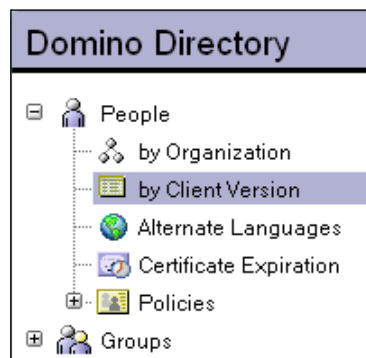 Domino Directory
People
by Organization
by Client Version
Alternate Languages
Certificate Expiration
Policies
Groups